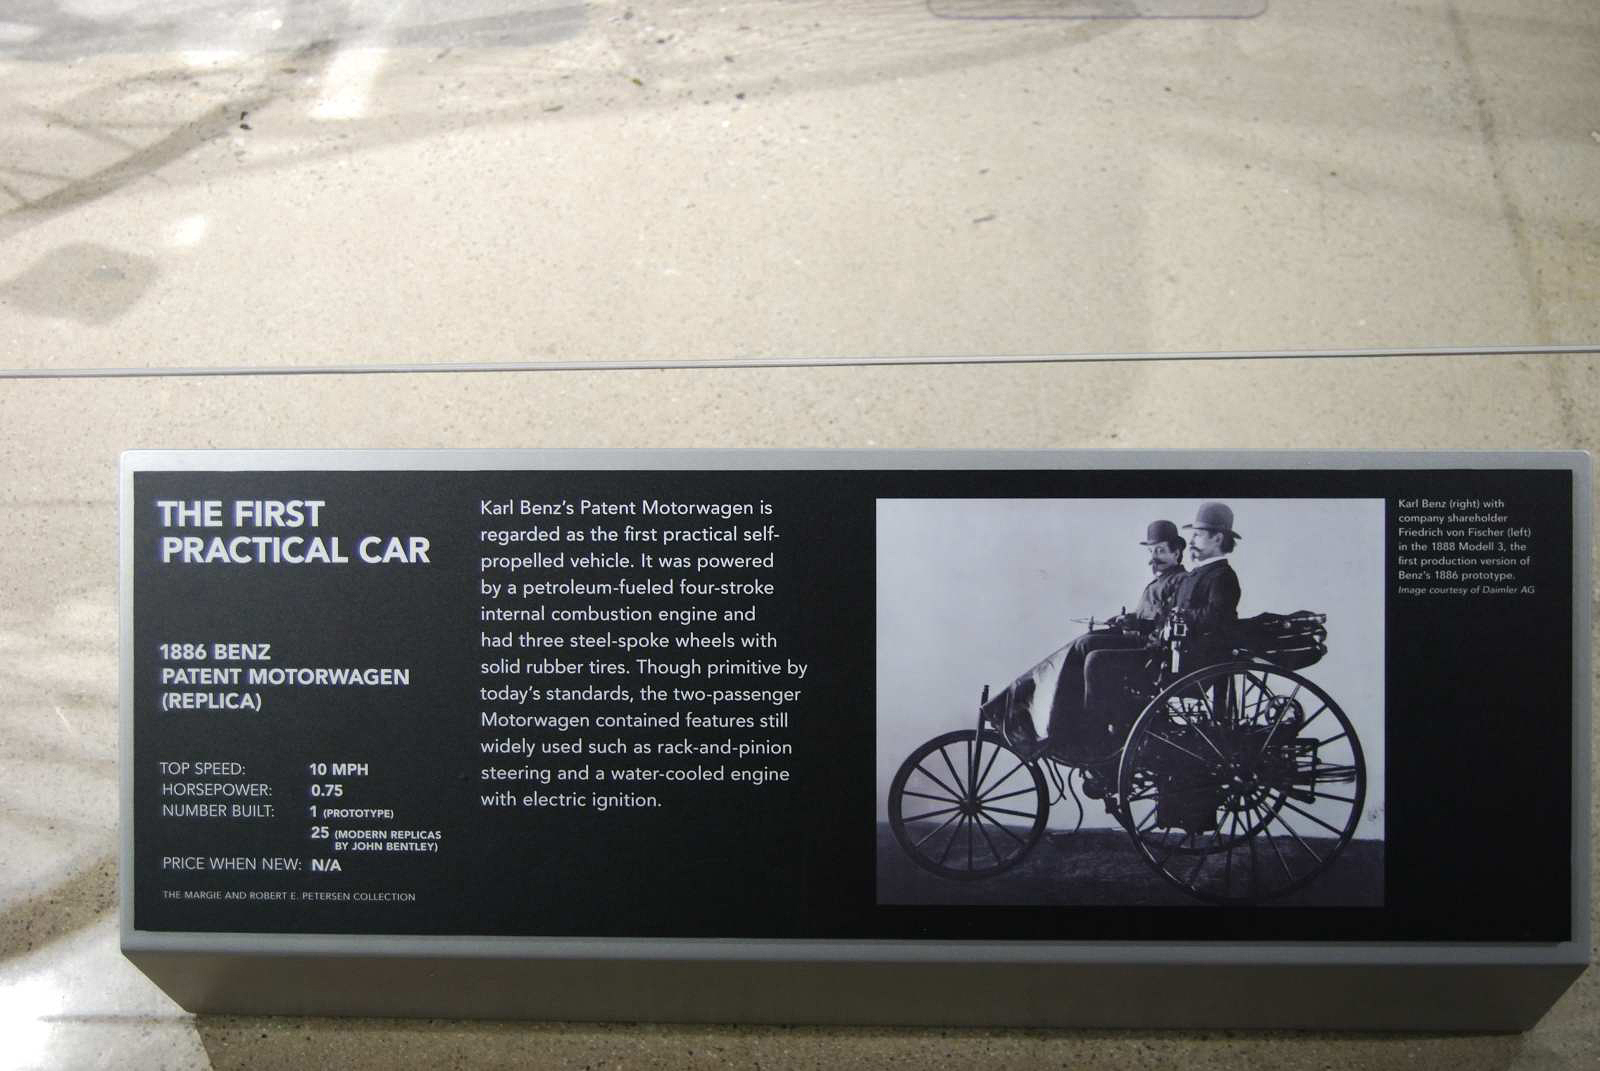 THE FIRST
PRACTICAL CAR
1886 BENZ
PATENT MOTORWAGEN
(REPLICA)
TOP SPEED: 10 MPH
HORSEPOWER: 0.75
NUMBER BUILT: 1 (PROTOTYPE)
25 (MODERN REPLICAS
BY JOHN BENTLEY)
PRICE WHEN NEW: N/A
THE MARGIE AND ROBERT E. PETERSEN COLLECTION
Karl Benz's Patent Motorwagen is
regarded as the first practical self-
propelled vehicle. It was powered
by a petroleum-fueled four-stroke
internal combustion engine and
had three steel-spoke wheels with
solid rubber tires. Though primitive by
today's standards, the two-passenger
Motorwagen contained features still
widely used such as rack-and-pinion
steering and a water-cooled engine
with electric ignition.
Karl Benz (right) with
company shareholder
Friedrich von Fischer (left)
in the 1888 Modell 3, the
first production version of
Benz's 1886 prototype.
Image courtesy of Daimler AG